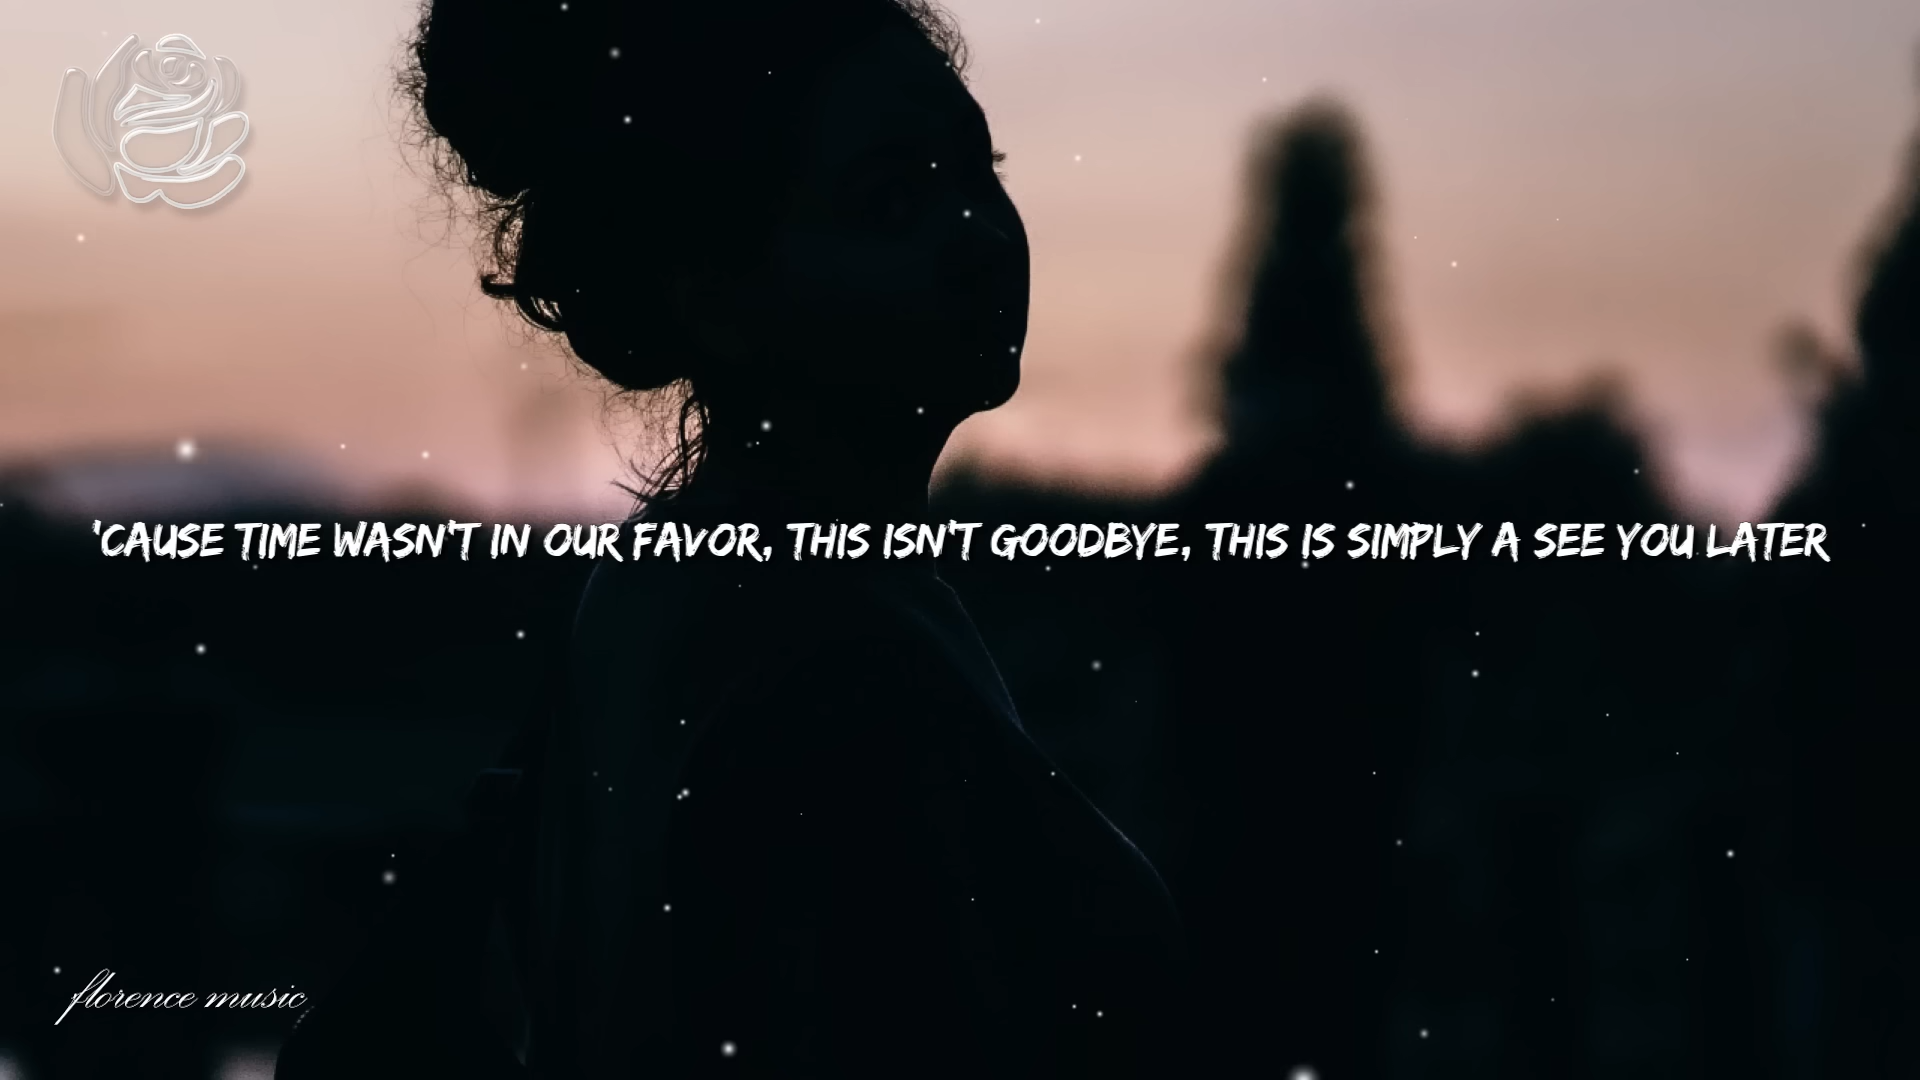 'CAUSE TIME WASN'T IN OUR FAVOR, THIS ISN'T GOODBYE, THIS IS SIMPLY A SEE YOU LATER
florence music